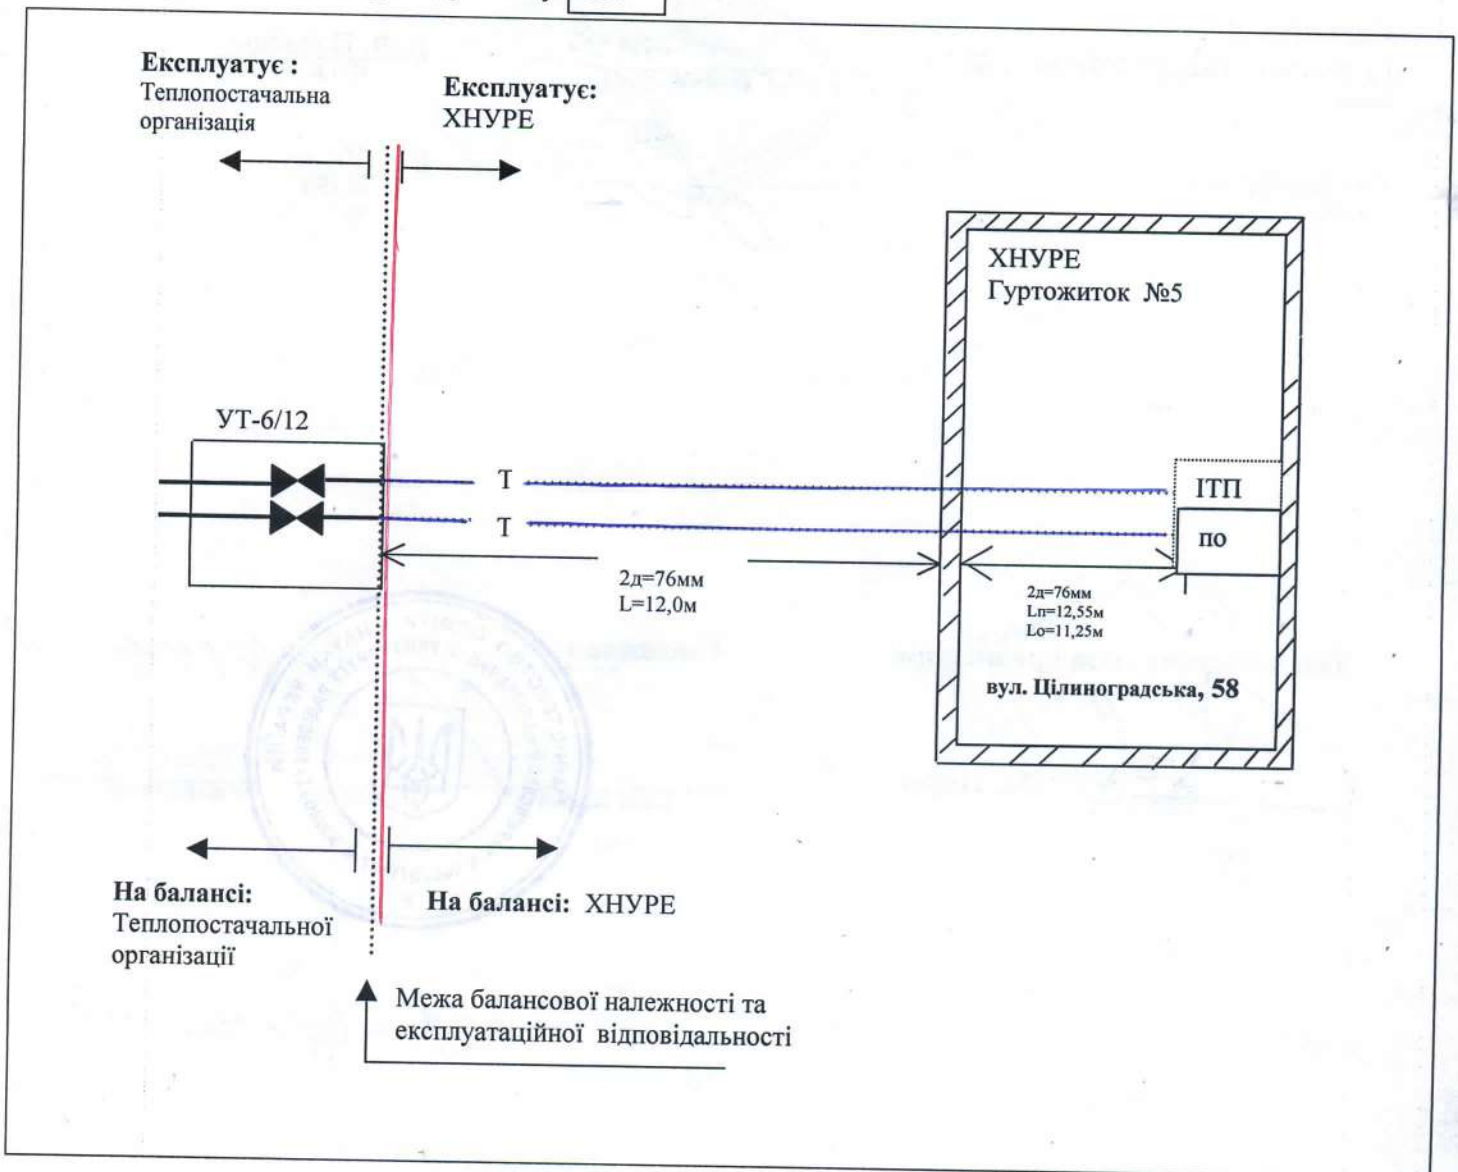 Експлуатує :
Теплопостачальна
організація
Експлуатує:
ХНУРЕ
ХНУРЕ
Гуртожиток №5
УТ-6/12
Т
Т
ІТП
по
2д=76мм
L=12,0м
2д=76мм
Lп=12,55м
Lо=11,25м
вул. Цілиноградська, 58
На балансі:
Теплопостачальної
організації
На балансі: ХНУРЕ
Межа балансової належності та
експлуатаційної відповідальності